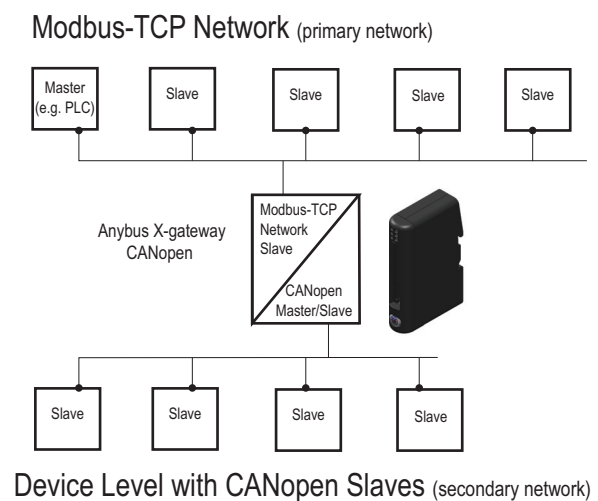 Modbus-TCP Network (primary network)
Master
(e.g. PLC)
Slave
Slave
Slave
Slave
Anybus X-gateway
CANopen
Modbus-TCP
Network
Slave
CANopen
Master/Slave
Slave
Slave
Slave
Slave
Device Level with CANopen Slaves (secondary network)